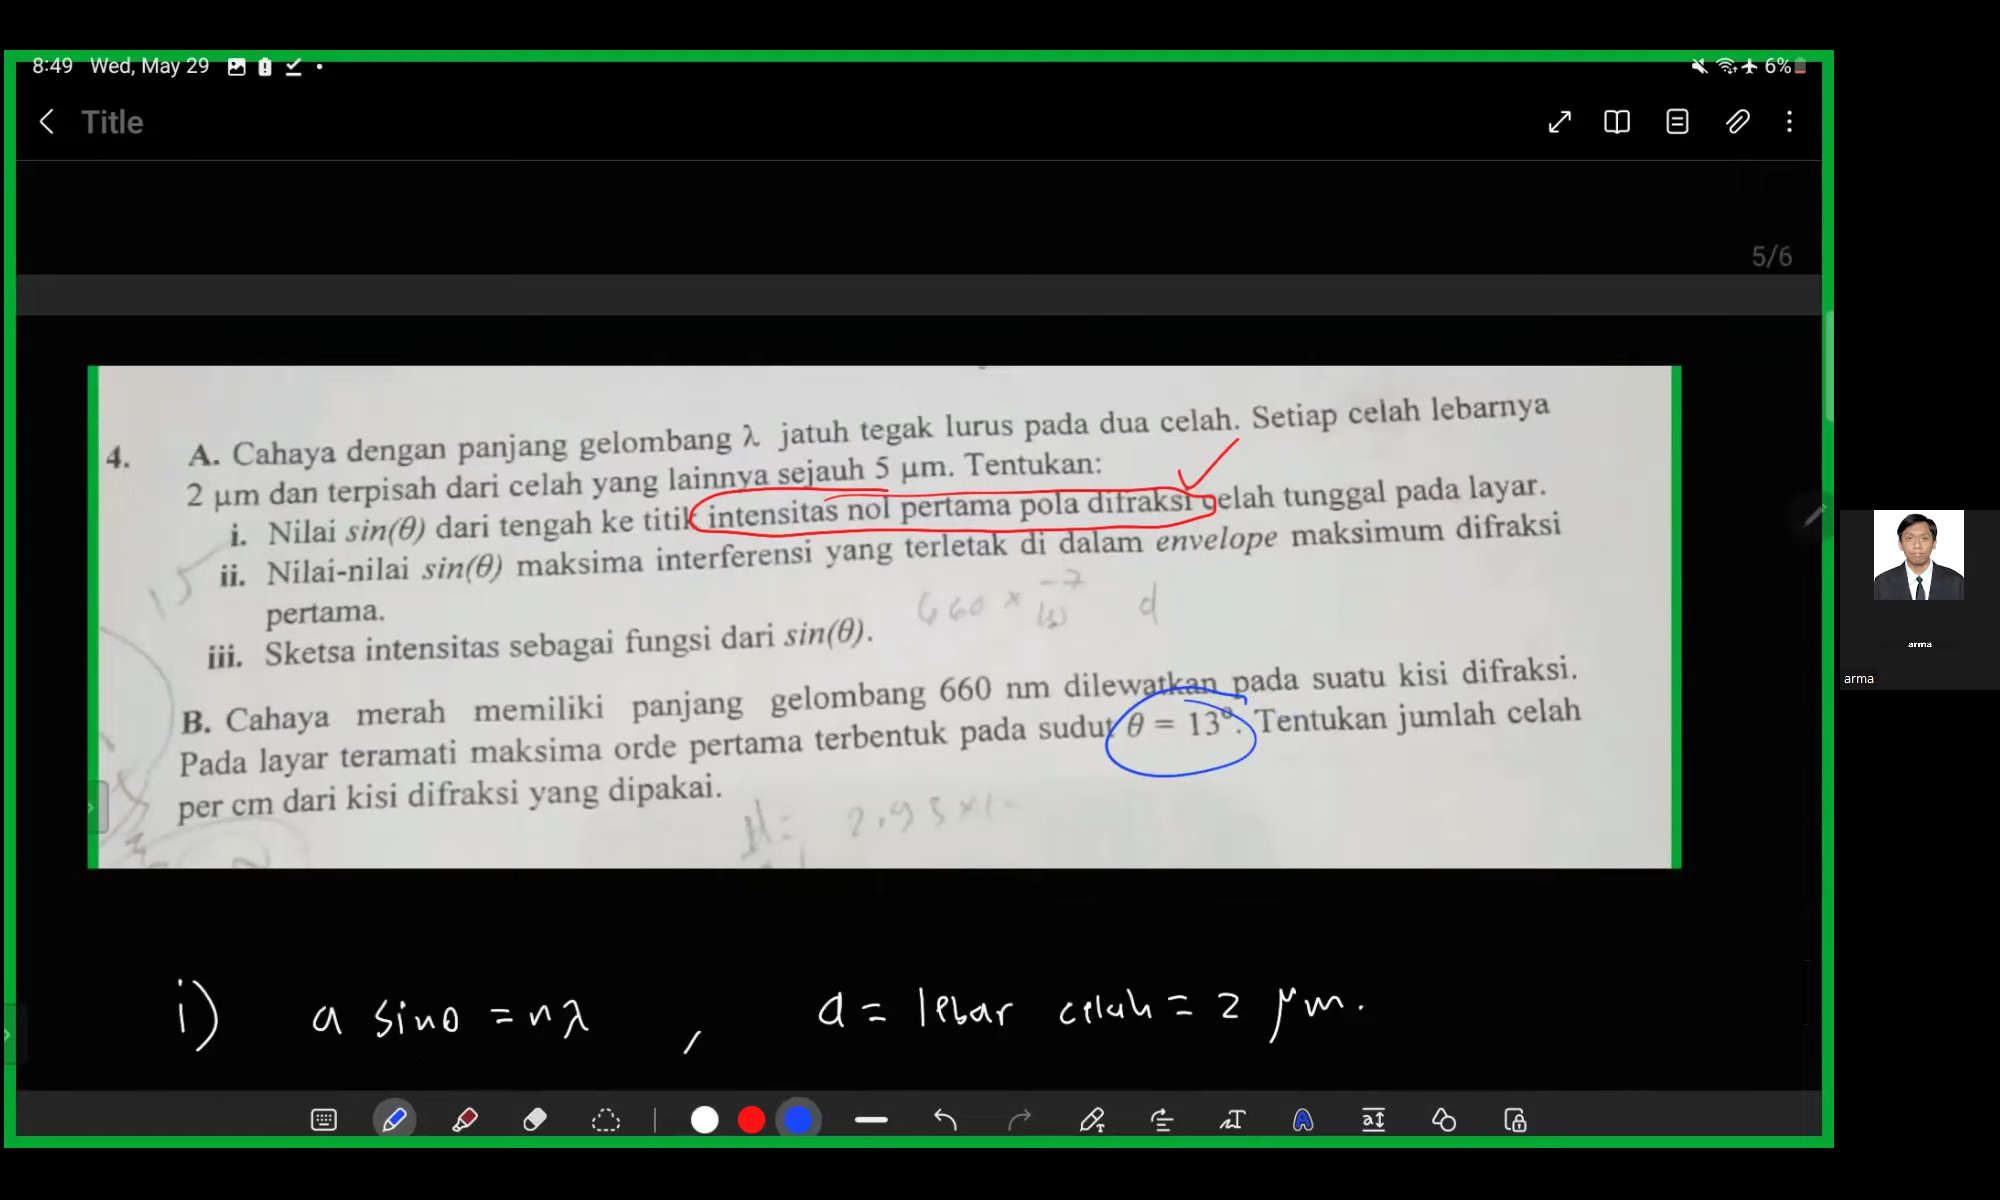 8:49 Wed, May 29
6%
Title
5/6
4. A. Cahaya dengan panjang gelombang λ jatuh tegak lurus pada dua celah. Setiap celah lebarnya
2 μm dan terpisah dari celah yang lainnya sejauh 5 μm. Tentukan:
i. Nilai sin(θ) dari tengah ke titik intensitas nol pertama pola difraksi celah tunggal pada layar.
ii. Nilai-nilai sin(θ) maksima interferensi yang terletak di dalam envelope maksimum difraksi
pertama.
iii. Sketsa intensitas sebagai fungsi dari sin(θ).
B. Cahaya merah memiliki panjang gelombang 660 nm dilewatkan pada suatu kisi difraksi.
Pada layar teramati maksima orde pertama terbentuk pada sudut θ = 13°. Tentukan jumlah celah
per cm dari kisi difraksi yang dipakai.
i) a sinθ = nλ , a = lebar celah = 2 μm.
arma
arma